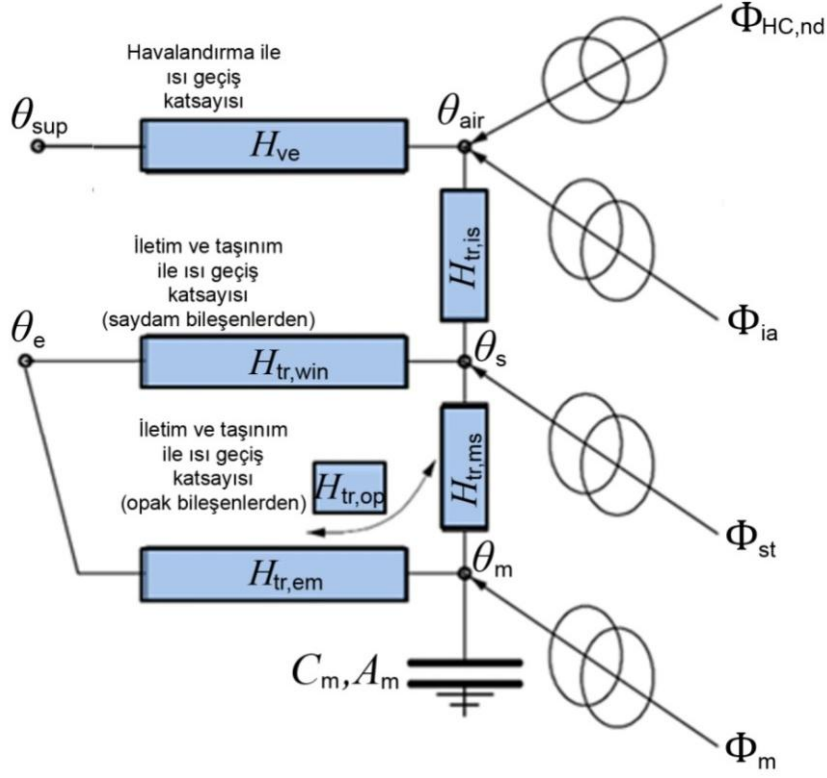 ΦHC,nd
Havalandırma ile
ısı geçiş
katsayısı
θsup
θair
Hve
Htr,is
İletim ve taşınım
ile ısı geçiş
katsayısı
(saydam bileşenlerden)
Φia
θe
θs
Htr,win
İletim ve taşınım
ile ısı geçiş
katsayısı
(opak bileşenlerden)
Htr,op
Htr,ms
Φst
θm
Htr,em
Cm,Am
Φm